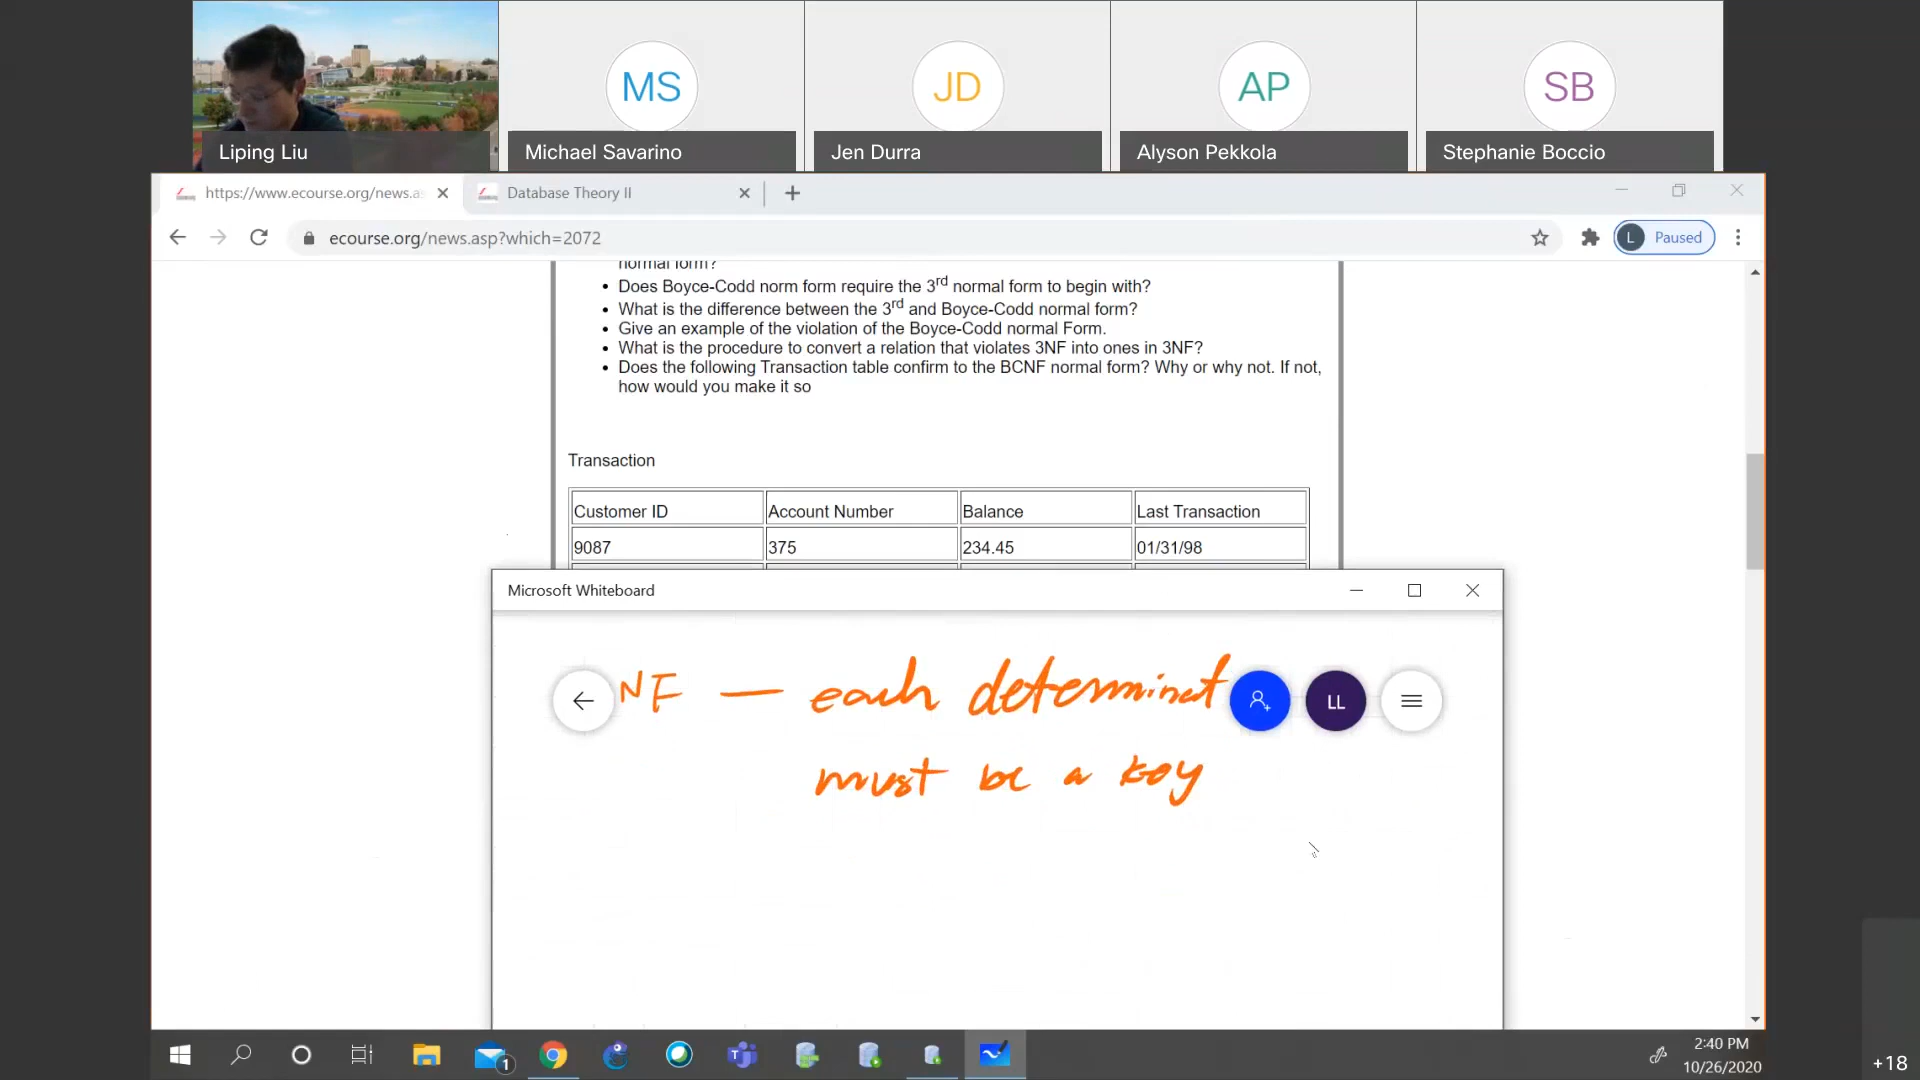 MS
JD
AP
SB
Liping Liu
Michael Savarino
Jen Durra
Alyson Pekkola
Stephanie Boccio
https://www.ecourse.org/news.as
Database Theory II
ecourse.org/news.asp?which=2072
L Paused
normal form?
Does Boyce-Codd norm form require the 3rd normal form to begin with?
What is the difference between the 3rd and Boyce-Codd normal form?
Give an example of the violation of the Boyce-Codd normal Form.
What is the procedure to convert a relation that violates 3NF into ones in 3NF?
Does the following Transaction table confirm to the BCNF normal form? Why or why not. If not,
how would you make it so
Transaction
Customer ID Account Number Balance Last Transaction
9087 375 234.45 01/31/98
Microsoft Whiteboard
NF — each determinat
LL
must be a key
1
2:40 PM
10/26/2020
+18